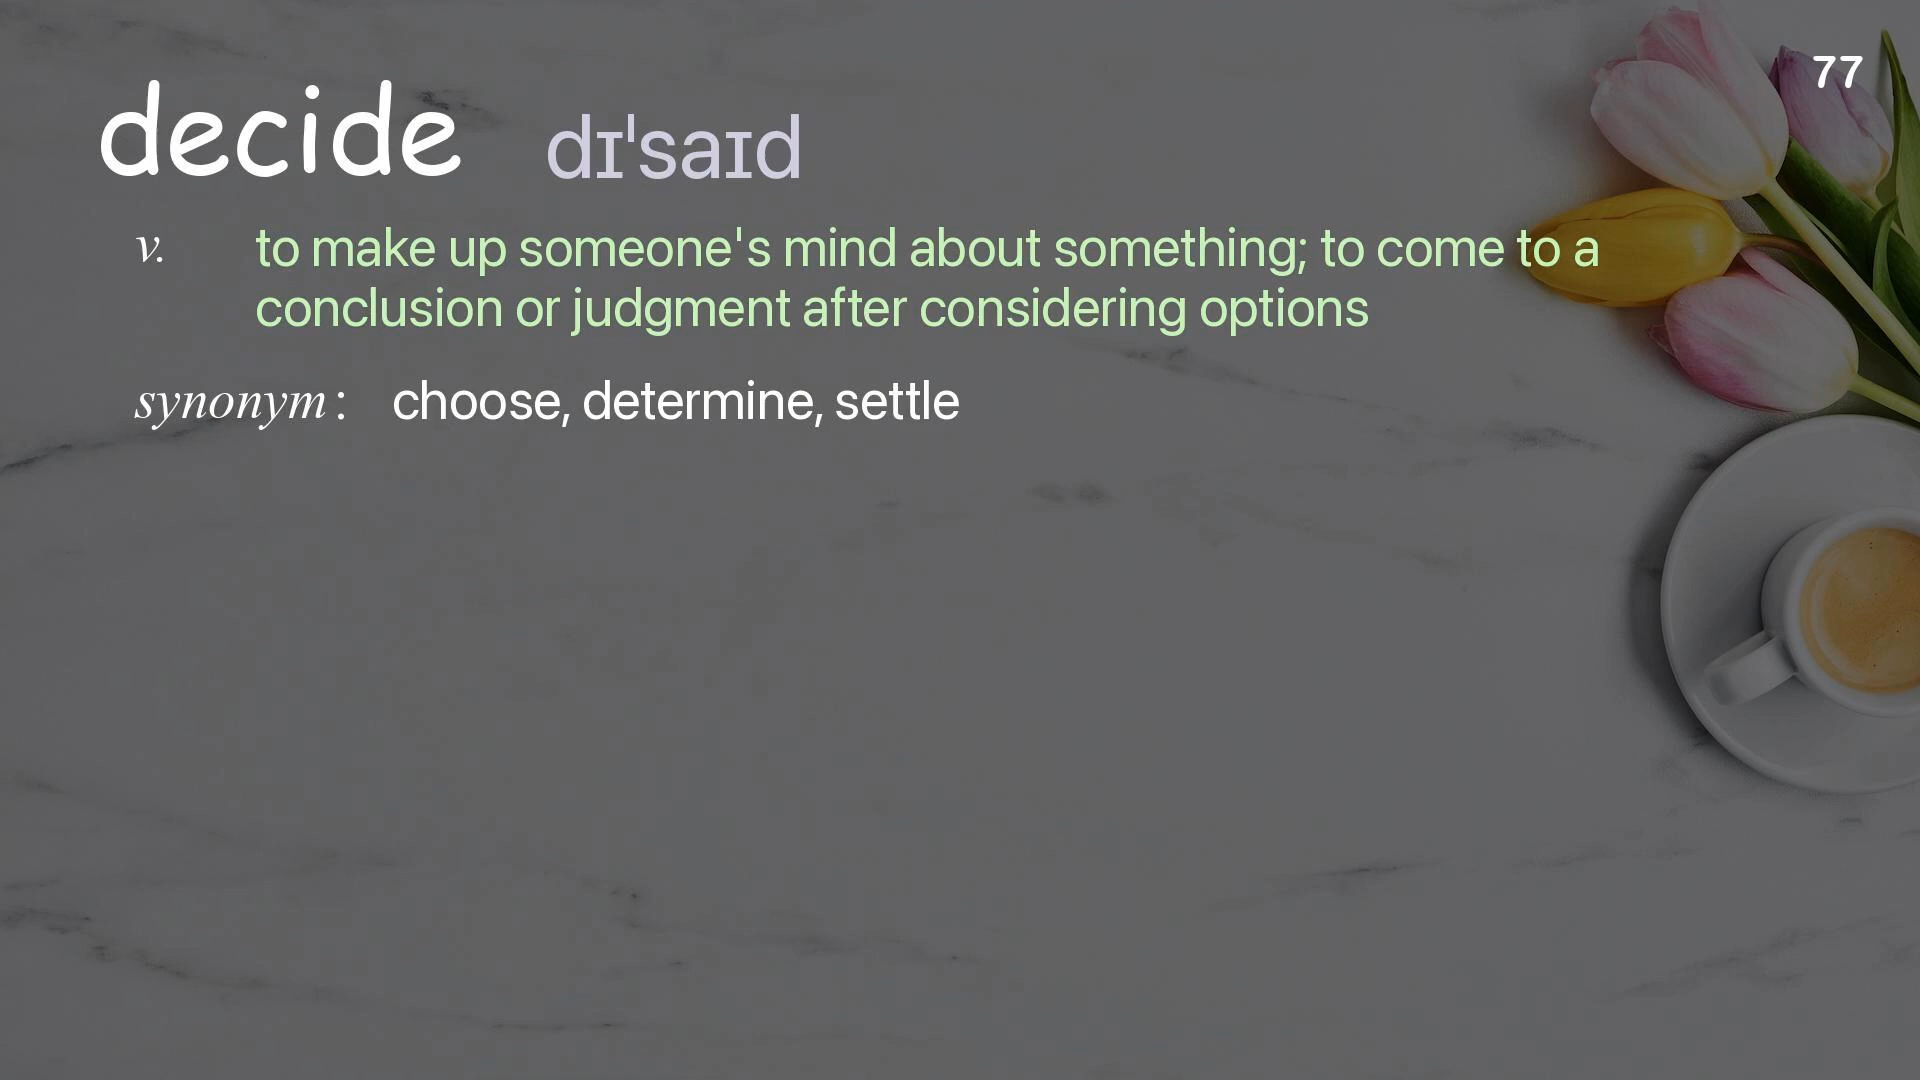 77
decide dɪˈsaɪd
v. to make up someone's mind about something; to come to a
conclusion or judgment after considering options
synonym : choose, determine, settle